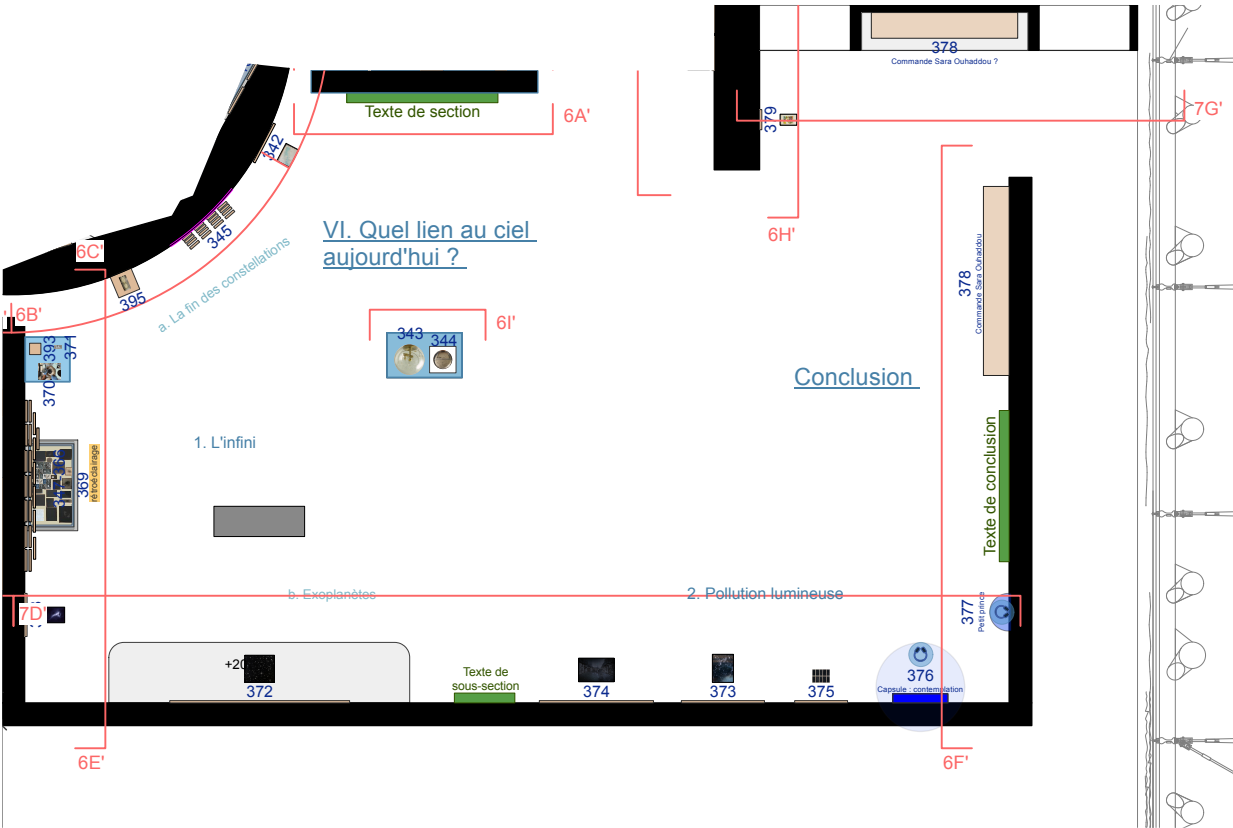 378
Commande Sara Ouhaddou ?
Texte de section
6A'
379
7G'
342
345
VI. Quel lien au ciel
aujourd'hui ?
6H'
6C'
a. La fin des constellations
395
6B'
6I'
343
344
393
371
370
378
Commande Sara Ouhaddou
Conclusion
1. L'infini
369
rétroéclairage
Texte de conclusion
b. Exoplanètes
2. Pollution lumineuse
7D'
377
Petit prince
+20
372
Texte de
sous-section
374
373
375
376
Capsule : contemplation
6E'
6F'